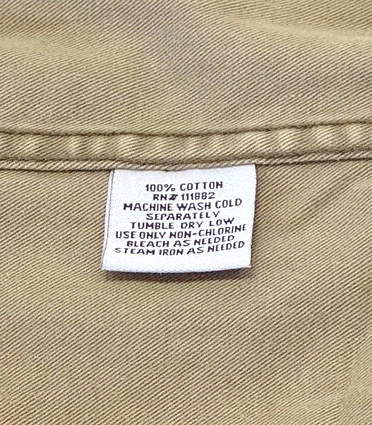 100% COTTON
RN# 111882
MACHINE WASH COLD
SEPARATELY
TUMBLE DRY LOW
USE ONLY NON-CHLORINE
BLEACH AS NEEDED
STEAM IRON AS NEEDED